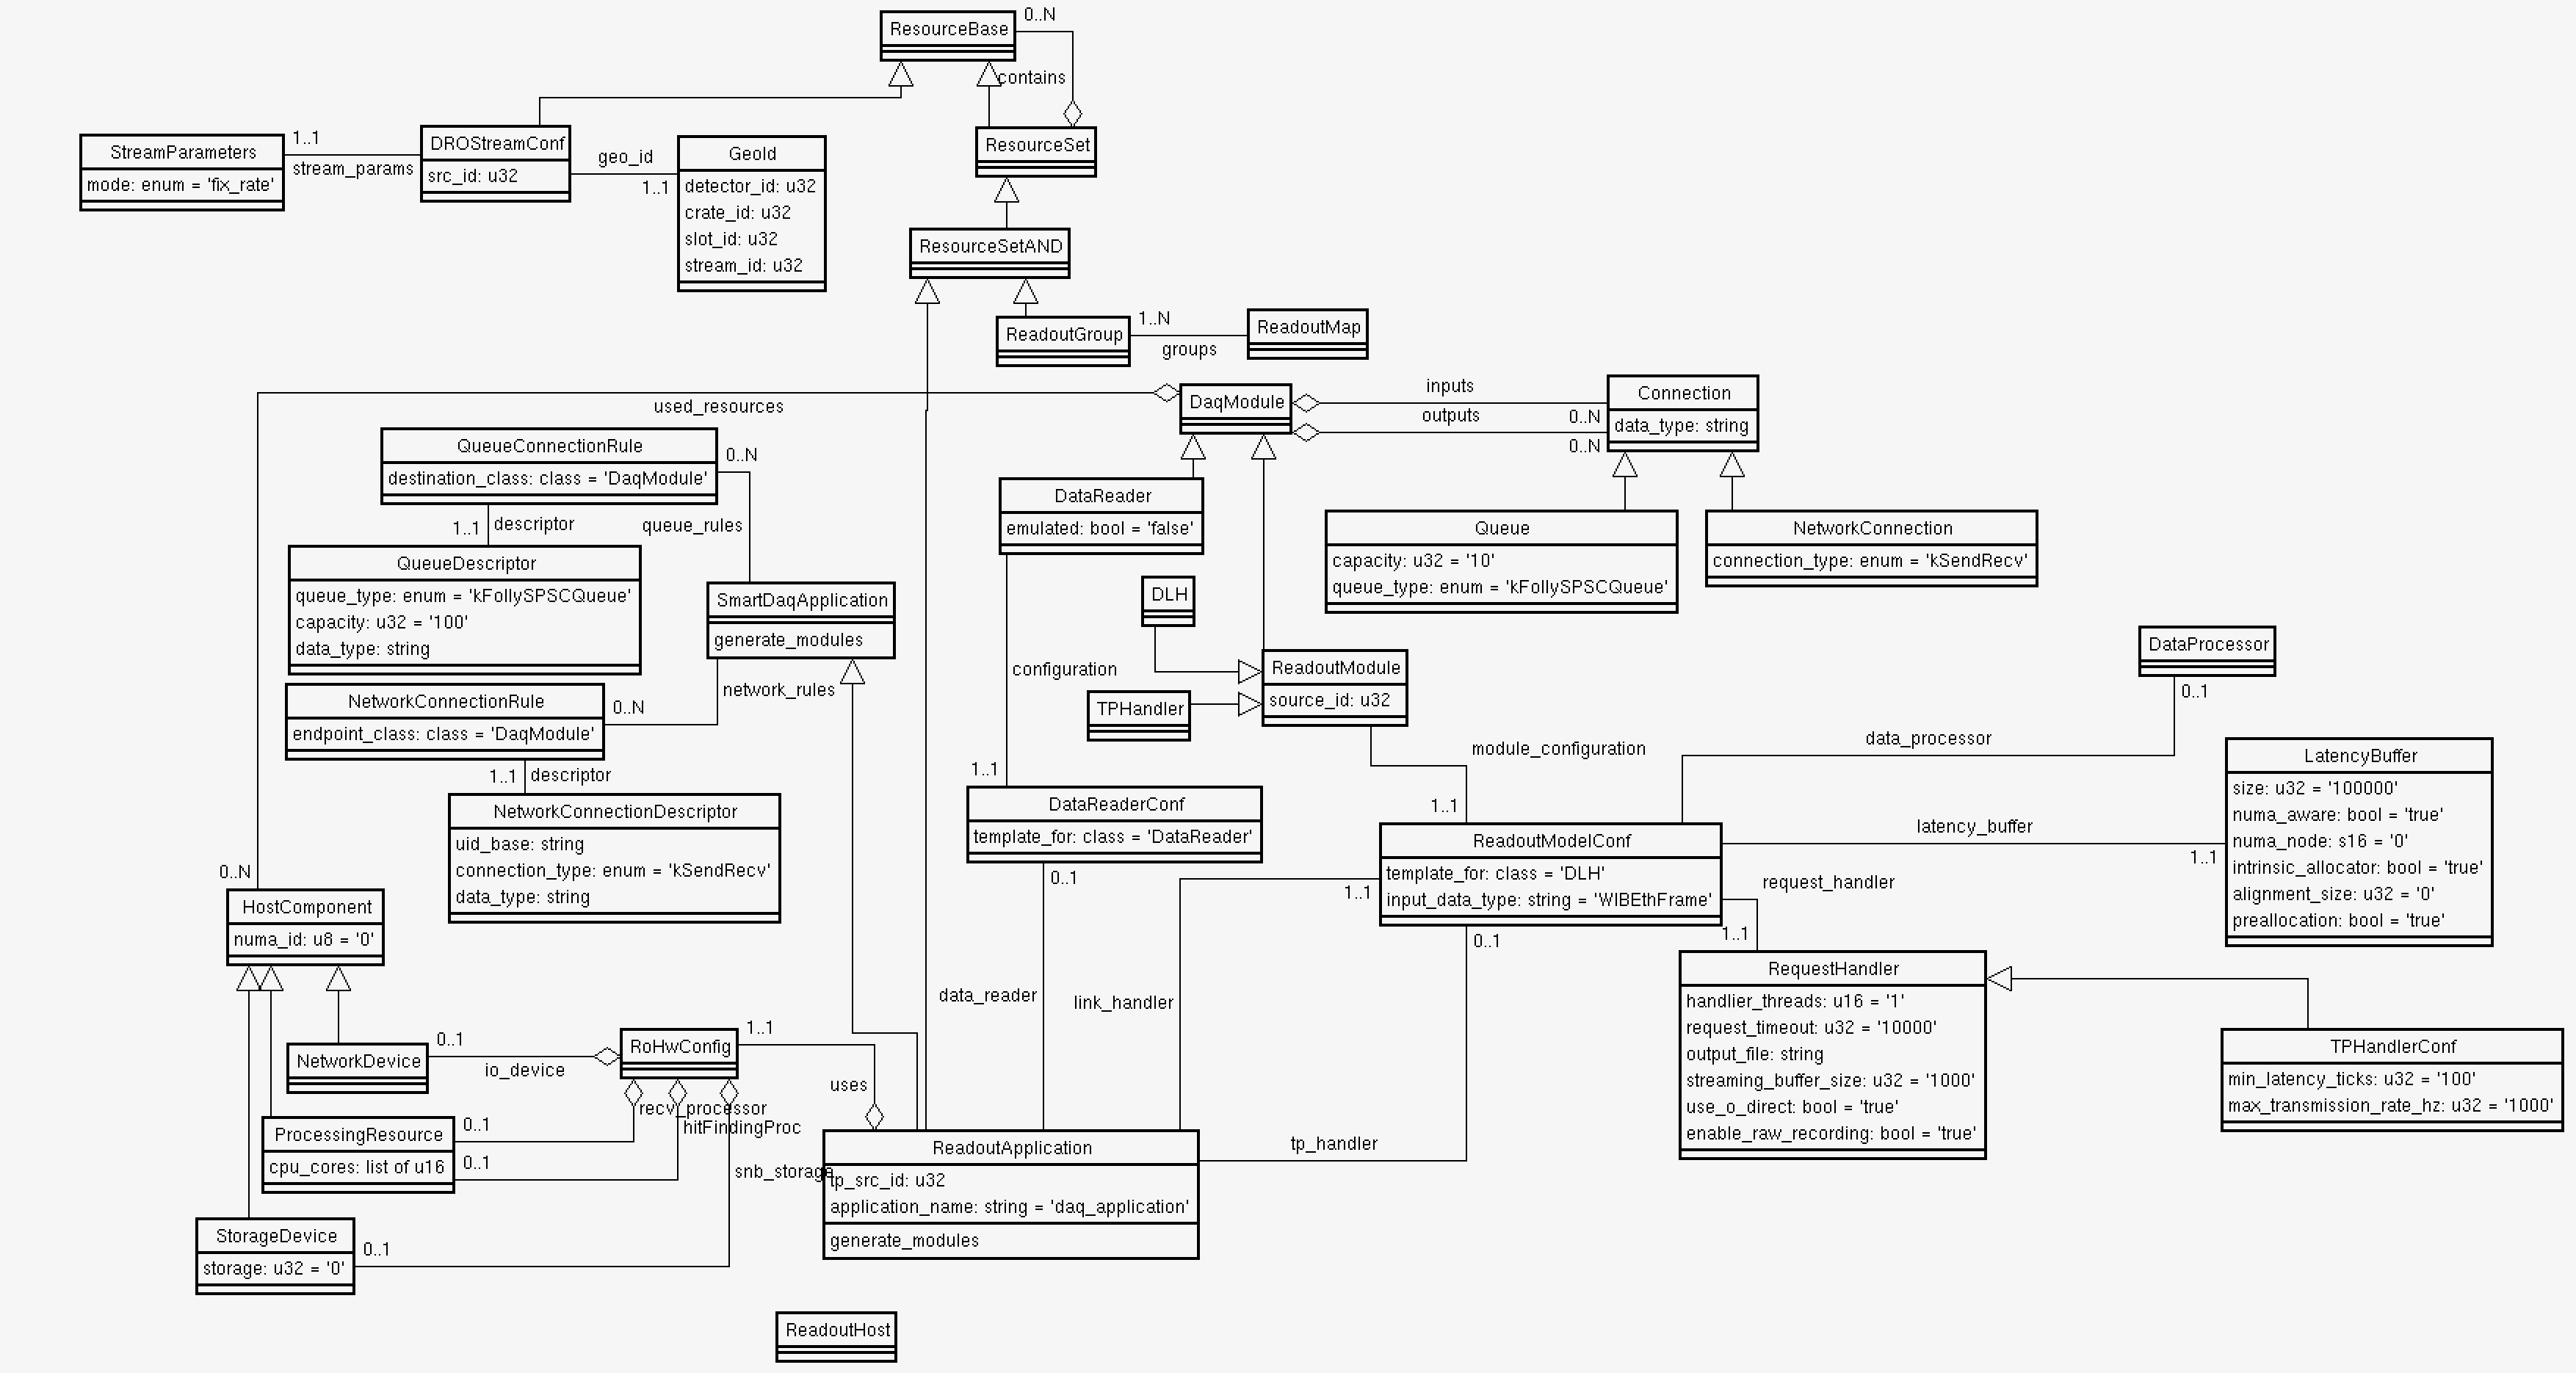 ResourceBase
0..N
contains
ResourceSet
StreamParameters
mode: enum = 'fix_rate'
1..1
stream_params
DROStreamConf
src_id: u32
geo_id
1..1
GeoId
detector_id: u32
crate_id: u32
slot_id: u32
stream_id: u32
ResourceSetAND
ReadoutGroup
1..N
groups
ReadoutMap
used_resources
DaqModule
inputs
0..N
outputs
0..N
Connection
data_type: string
QueueConnectionRule
destination_class: class = 'DaqModule'
0..N
queue_rules
1..1
descriptor
QueueDescriptor
queue_type: enum = 'kFollySPSCQueue'
capacity: u32 = '100'
data_type: string
SmartDaqApplication
generate_modules
network_rules
NetworkConnectionRule
endpoint_class: class = 'DaqModule'
0..N
1..1
descriptor
NetworkConnectionDescriptor
uid_base: string
connection_type: enum = 'kSendRecv'
data_type: string
DataReader
emulated: bool = 'false'
configuration
1..1
DLH
TPHandler
ReadoutModule
source_id: u32
Queue
capacity: u32 = '10'
queue_type: enum = 'kFollySPSCQueue'
NetworkConnection
connection_type: enum = 'kSendRecv'
DataProcessor
0..1
data_processor
module_configuration
1..1
DataReaderConf
template_for: class = 'DataReader'
0..1
data_reader
ReadoutModelConf
template_for: class = 'DLH'
input_data_type: string = 'WIBEthFrame'
1..1
link_handler
0..1
tp_handler
latency_buffer
1..1
LatencyBuffer
size: u32 = '100000'
numa_aware: bool = 'true'
numa_node: s16 = '0'
intrinsic_allocator: bool = 'true'
alignment_size: u32 = '0'
preallocation: bool = 'true'
request_handler
1..1
RequestHandler
handlier_threads: u16 = '1'
request_timeout: u32 = '10000'
output_file: string
streaming_buffer_size: u32 = '1000'
use_o_direct: bool = 'true'
enable_raw_recording: bool = 'true'
TPHandlerConf
min_latency_ticks: u32 = '100'
max_transmission_rate_hz: u32 = '1000'
0..N
HostComponent
numa_id: u8 = '0'
NetworkDevice
0..1
io_device
RoHwConfig
1..1
uses
recv_processor
hitFindingProc
snb_storage
ProcessingResource
cpu_cores: list of u16
0..1
0..1
StorageDevice
storage: u32 = '0'
0..1
ReadoutApplication
tp_src_id: u32
application_name: string = 'daq_application'
generate_modules
ReadoutHost